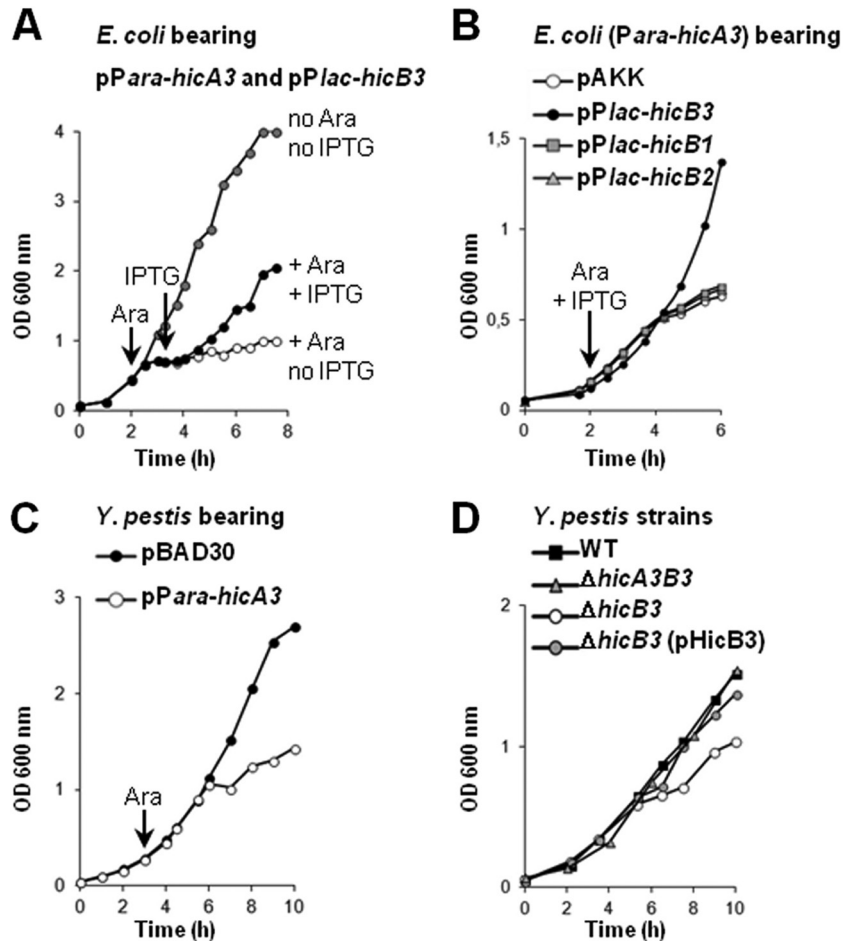 A
E. coli bearing
pPara-hicA3 and pPlac-hicB3
4
3
2
1
0
OD 600 nm
no Ara
no IPTG
IPTG
Ara
+ Ara
+ IPTG
+ Ara
no IPTG
0 2 4 6 8
Time (h)
B
E. coli (Para-hicA3) bearing
pAKK
pPlac-hicB3
pPlac-hicB1
pPlac-hicB2
1,5
1
0,5
0
OD 600 nm
Ara
+ IPTG
0 2 4 6
Time (h)
C
Y. pestis bearing
pBAD30
pPara-hicA3
3
2
1
0
OD 600 nm
Ara
0 2 4 6 8 10
Time (h)
D
Y. pestis strains
WT
ΔhicA3B3
ΔhicB3
ΔhicB3 (pHicB3)
2
1
0
OD 600 nm
0 2 4 6 8 10
Time (h)